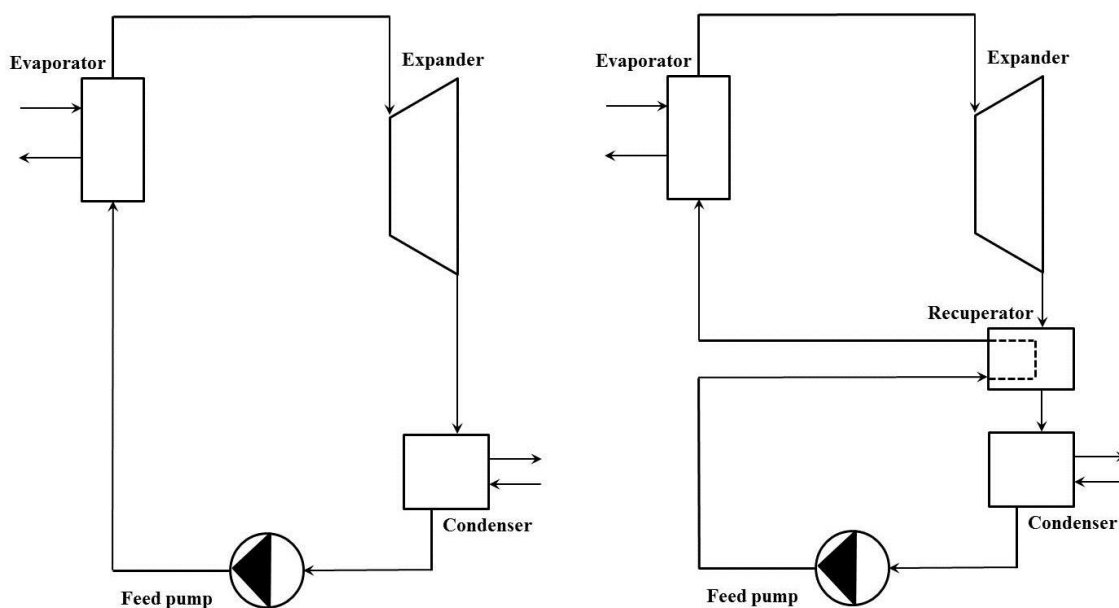 Evaporator
Expander
Condenser
Feed pump
Evaporator
Expander
Recuperator
Condenser
Feed pump